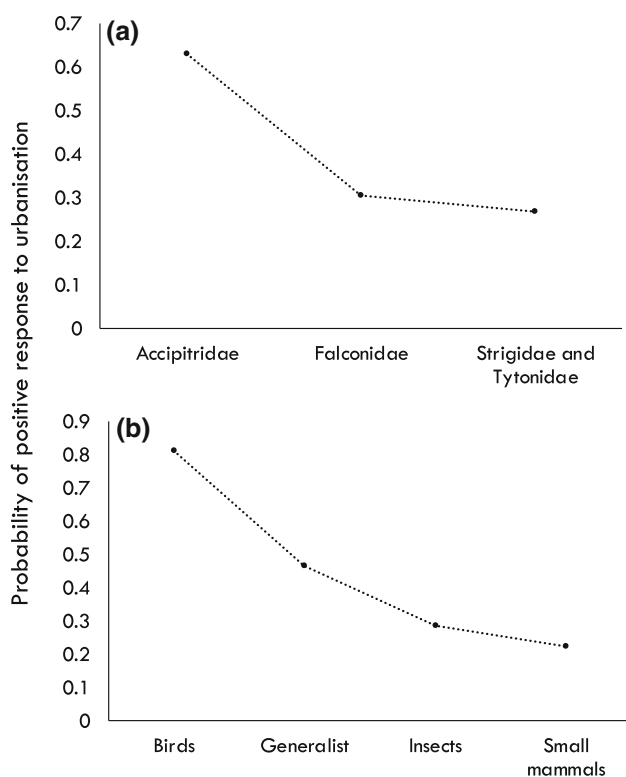 (a)
0.7
0.6
0.5
0.4
0.3
0.2
0.1
0
Accipitridae
Falconidae
Strigidae and
Tytonidae
Probability of positive response to urbanisation
(b)
0.9
0.8
0.7
0.6
0.5
0.4
0.3
0.2
0.1
0
Birds
Generalist
Insects
Small
mammals